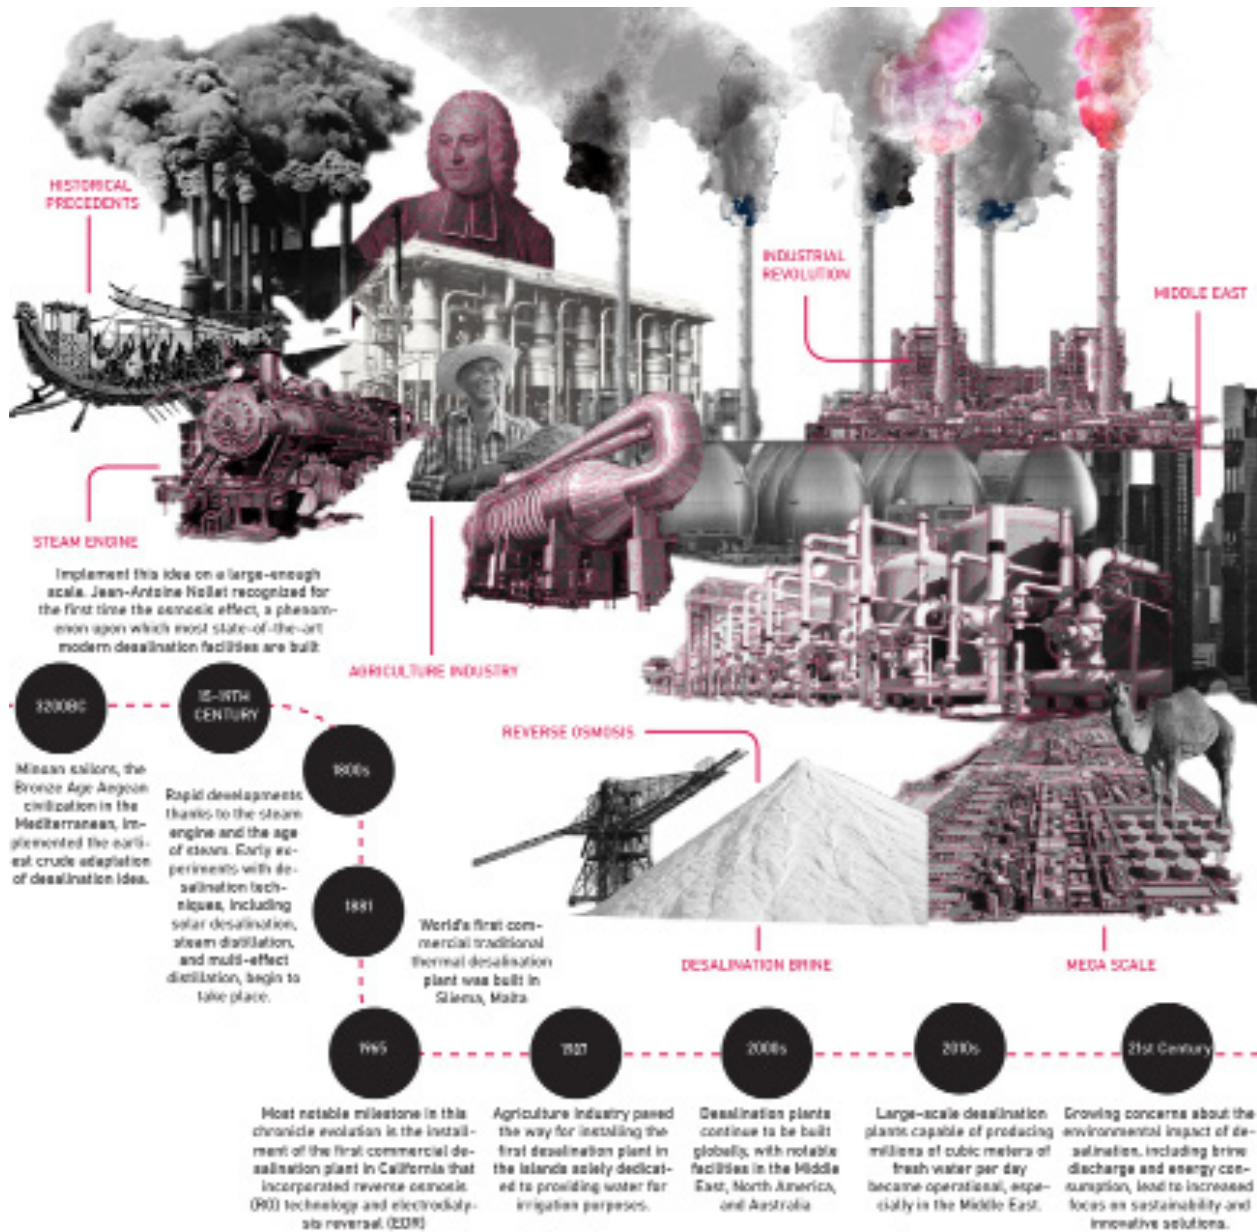 HISTORICAL
PRECEDENTS
INDUSTRIAL
REVOLUTION
MIDDLE EAST
STEAM ENGINE
Implement this idea on a large-enough
scale. Jean-Antoine Nollet recognized for
the first time the osmosis effect, a phenom-
enon upon which most state-of-the-art
modern desalination facilities are built
AGRICULTURE INDUSTRY
REVERSE OSMOSIS
DESALINATION BRINE
MEGA SCALE
3200BC
Minoan sailors, the
Bronze Age Aegean
civilization in the
Mediterranean, im-
plemented the earli-
est crude adaptation
of desalination idea.
15-19TH
CENTURY
1800s
Rapid developments
thanks to the steam
engine and the age
of steam. Early ex-
periments with de-
salination tech-
niques, including
solar desalination,
steam distillation,
and multi-effect
distillation, begin to
take place.
1881
World's first com-
mercial traditional
thermal desalination
plant was built in
Sliema, Malta
1965
Most notable milestone in this
chronicle evolution is the install-
ment of the first commercial de-
salination plant in California that
incorporated reverse osmosis
(RO) technology and electrodialy-
sis reversal (EDR)
Agriculture industry paved
the way for installing the
first desalination plant in
the islands solely dedicat-
ed to providing water for
irrigation purposes.
2000s
Desalination plants
continue to be built
globally, with notable
facilities in the Middle
East, North America,
and Australia
2010s
Large-scale desalination
plants capable of producing
millions of cubic meters of
fresh water per day
become operational, espe-
cially in the Middle East.
21st Century
Growing concerns about the
environmental impact of de-
salination, including brine
discharge and energy con-
sumption, lead to increased
focus on sustainability and
innovative solutions.